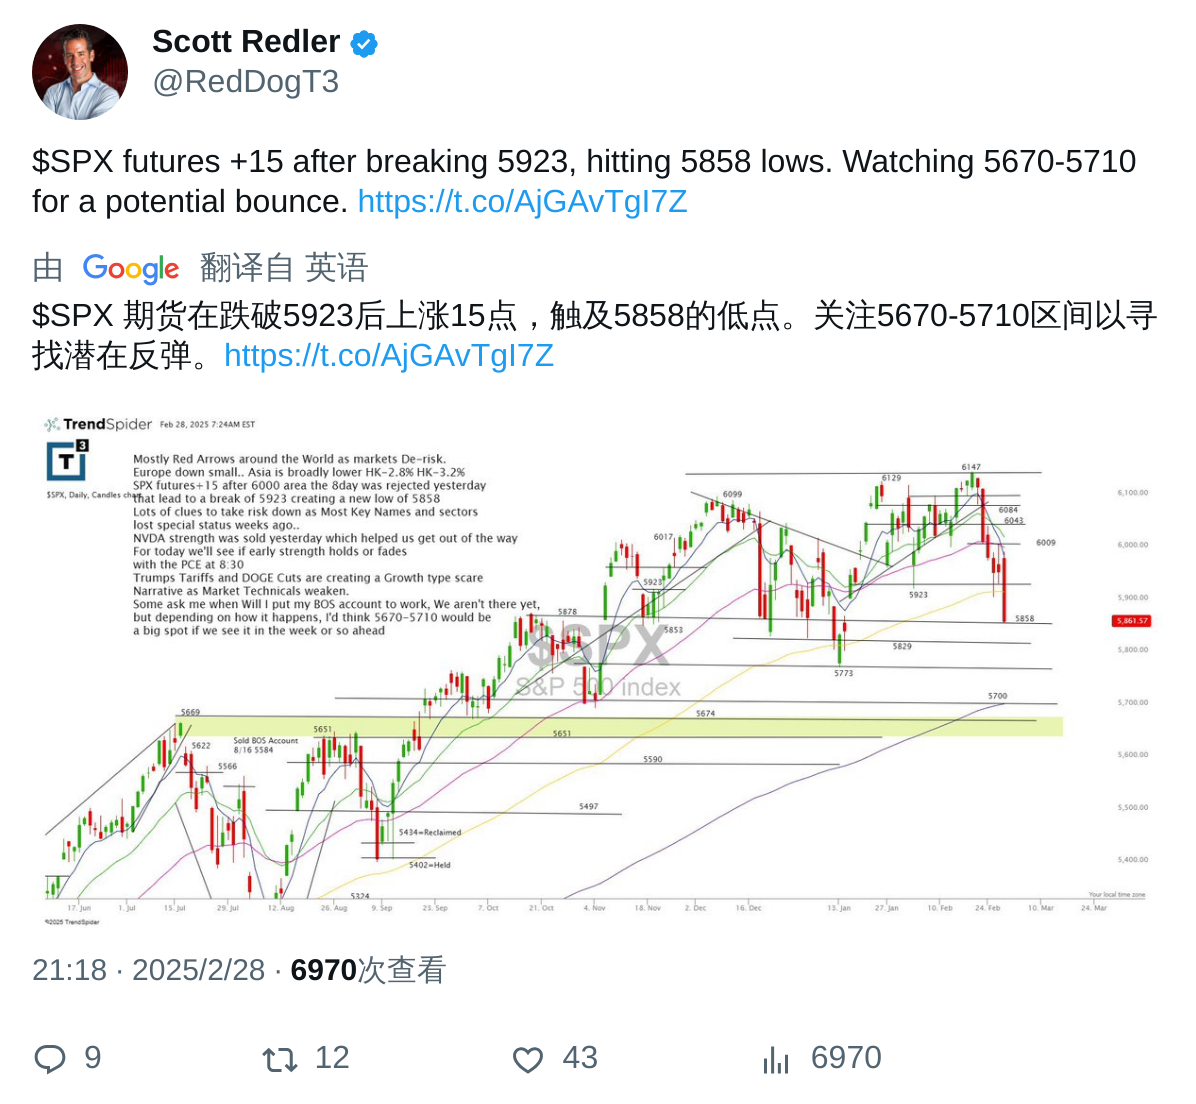 Scott Redler
@RedDogT3
$SPX futures +15 after breaking 5923, hitting 5858 lows. Watching 5670-5710
for a potential bounce. https://t.co/AjGAvTgI7Z
由 Google 翻译自 英语
$SPX 期货在跌破5923后上涨15点，触及5858的低点。关注5670-5710区间以寻
找潜在反弹。https://t.co/AjGAvTgI7Z
TrendSpider Feb 28, 2025 7:24AM EST
T3
$SPX, Daily, Candles chart
Mostly Red Arrows around the World as markets De-risk.
Europe down small.. Asia is broadly lower HK-2.8% HK-3.2%
SPX futures+15 after 6000 area the 8day was rejected yesterday
that lead to a break of 5923 creating a new low of 5858
Lots of clues to take risk down as Most Key Names and sectors
lost special status weeks ago..
NVDA strength was sold yesterday which helped us get out of the way
For today we'll see if early strength holds or fades
with the PCE at 8:30
Trumps Tariffs and DOGE Cuts are creating a Growth type scare
Narrative as Market Technicals weaken.
Some ask me when Will I put my BOS account to work, We aren't there yet,
but depending on how it happens, I'd think 5670-5710 would be
a big spot if we see it in the week or so ahead
$SPX
S&P 500 index
6147
6129
6099
6084
6043
6017
6009
5923
5923
5878
5858
5853
5829
5773
5700
5669
5674
5651
5651
5622
Sold BOS Account
8/16 5584
5590
5566
5497
5434=Reclaimed
5402=Held
5324
6,100.00
6,000.00
5,900.00
5,861.57
5,800.00
5,700.00
5,600.00
5,500.00
5,400.00
Your local time zone
17. Jun 1. Jul 15. Jul 29. Jul 12. Aug 26. Aug 9. Sep 23. Sep 7. Oct 21. Oct 4. Nov 18. Nov 2. Dec 16. Dec 13. Jan 27. Jan 10. Feb 24. Feb 10. Mar 24. Mar
©2025 TrendSpider
21:18 · 2025/2/28 · 6970次查看
9 12 43 6970